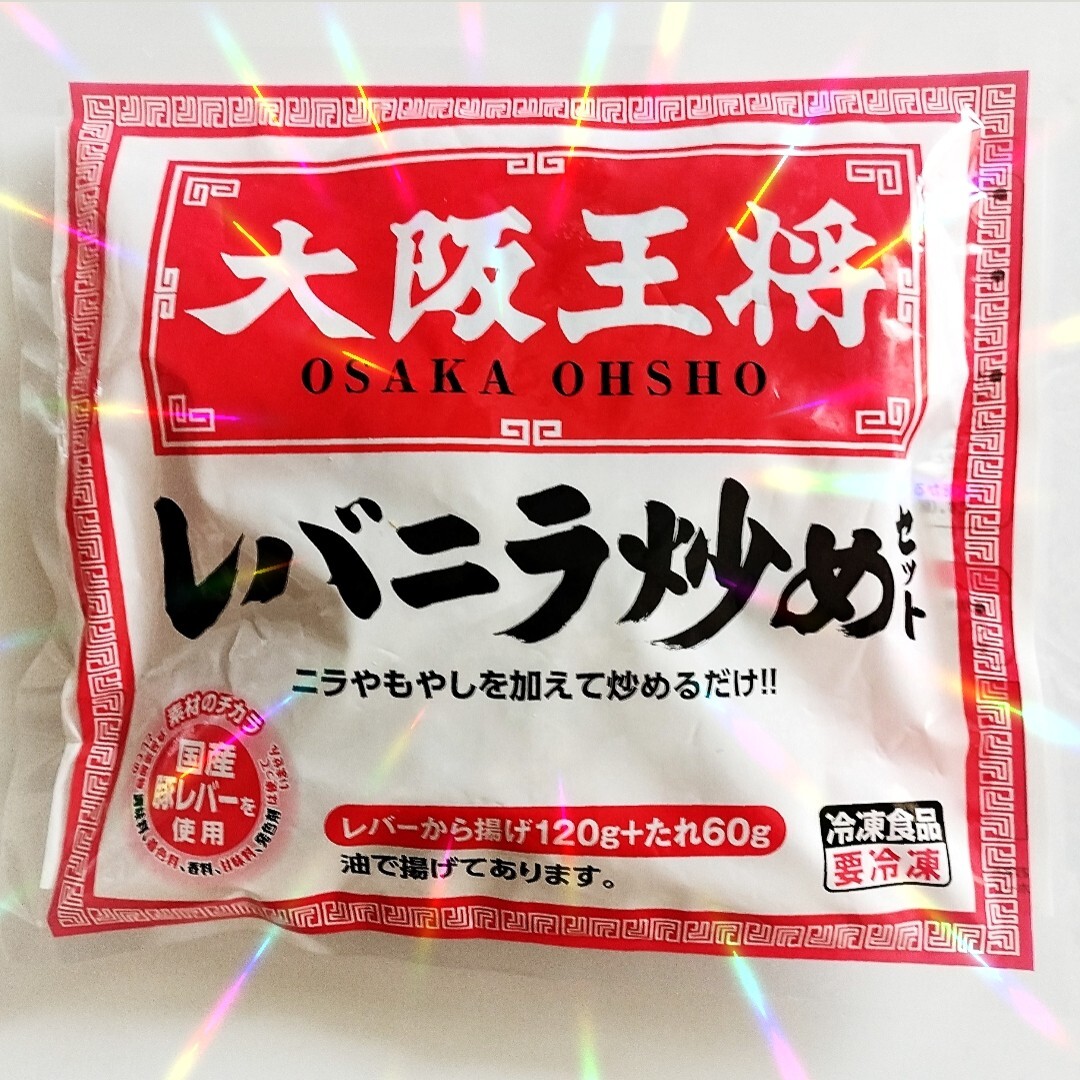 大阪王将
OSAKA OHSHO
レバニラ炒めセット
ニラやもやしを加えて炒めるだけ!!
素材のチカラ
国産
豚レバーを
使用
レバーから揚げ120g+たれ60g
油で揚げてあります。
冷凍食品
要冷凍